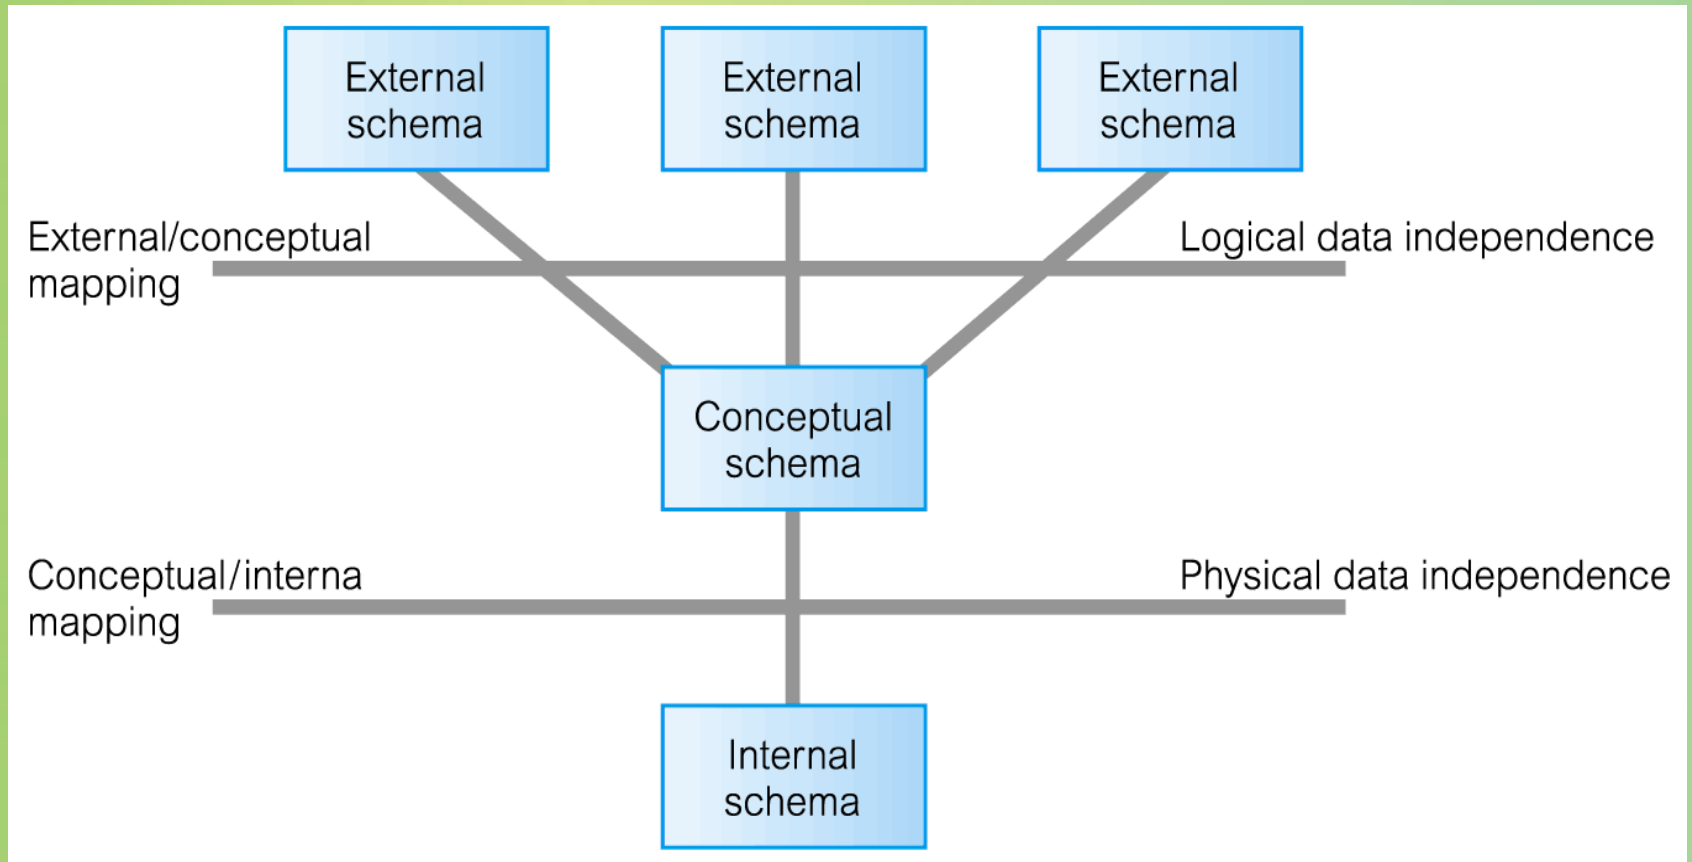 External
schema
External
schema
External
schema
External/conceptual
mapping
Logical data independence
Conceptual
schema
Conceptual/interna
mapping
Physical data independence
Internal
schema